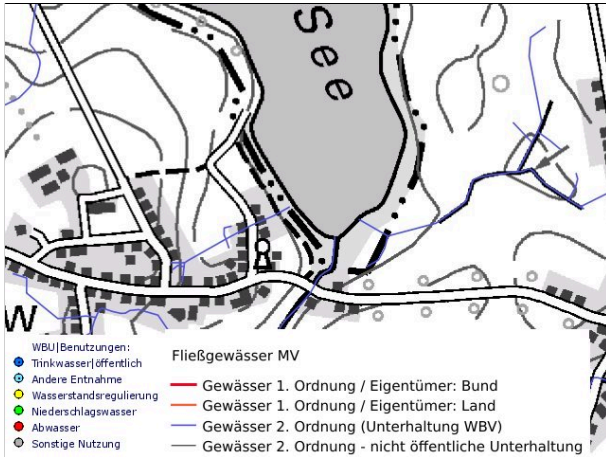 See
W
WBU|Benutzungen:
Trinkwasser|öffentlich
Andere Entnahme
Wasserstandsregulierung
Niederschlagswasser
Abwasser
Sonstige Nutzung
Fließgewässer MV
Gewässer 1. Ordnung / Eigentümer: Bund
Gewässer 1. Ordnung / Eigentümer: Land
Gewässer 2. Ordnung (Unterhaltung WBV)
Gewässer 2. Ordnung - nicht öffentliche Unterhaltung